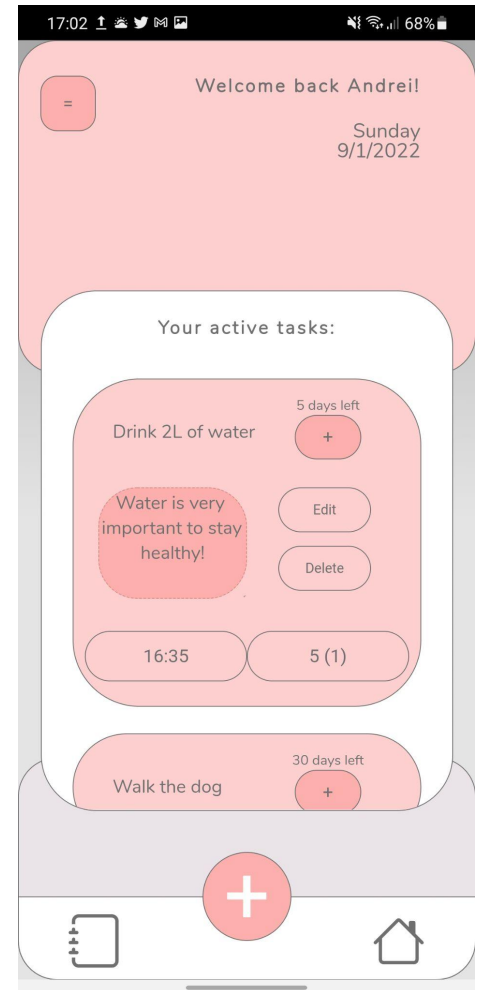 17:02 68%
=
Welcome back Andrei!
Sunday
9/1/2022
Your active tasks:
5 days left
Drink 2L of water
+
Water is very
important to stay
healthy!
Edit
Delete
16:35
5 (1)
30 days left
Walk the dog
+
+